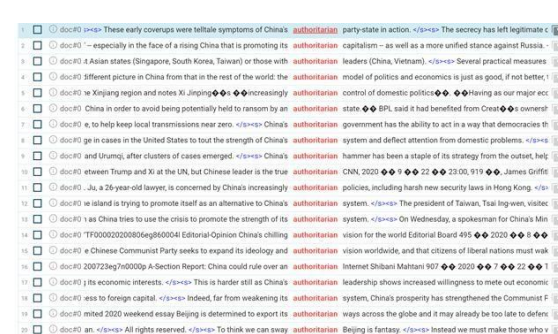 1 doc#0 :><s> These early coverups were telltale symptoms of China's authoritarian party-state in action. </s><s> The secrecy has left legitimate c
2 doc#0 '– especially in the face of a rising China that is promoting its authoritarian capitalism – as well as a more unified stance against Russia. -
3 doc#0 .t Asian states (Singapore, South Korea, Taiwan) or those with authoritarian leaders (China, Vietnam). </s><s> Several practical measures
4 doc#0 5ifferent picture in China from that in the rest of the world: the authoritarian model of politics and economics is just as good, if not better, t
5 doc#0 'e Xinjiang region and notes Xi Jinping��s ��increasingly authoritarian control of domestic politics��. ��Having as our major ecc
6 doc#0 China in order to avoid being potentially held to ransom by an authoritarian state.�� BPL said it had benefited from Creat��s ownersh
7 doc#0 'e, to help keep local transmissions near zero. </s><s> China's authoritarian government has the ability to act in a way that democracies th
8 doc#0 ge in cases in the United States to tout the strength of China's authoritarian system and deflect attention from domestic problems. </s><s>
9 doc#0 and Urumqi, after clusters of cases emerged. </s><s> China's authoritarian hammer has been a staple of its strategy from the outset, help
10 doc#0 etween Trump and Xi at the UN, but Chinese leader is the true authoritarian CNN, 2020 �� 9 �� 22 �� 23:00, 919 ��, James Griffit
11 doc#0 . Ju, a 26-year-old lawyer, is concerned by China's increasingly authoritarian policies, including harsh new security laws in Hong Kong. </s>
12 doc#0 ie island is trying to promote itself as an alternative to China's authoritarian system. </s><s> The president of Taiwan, Tsai Ing-wen, visitec
13 doc#0 ı as China tries to use the crisis to promote the strength of its authoritarian system. </s><s> On Wednesday, a spokesman for China's Min
14 doc#0 'TF00020200806eg860004l Editorial-Opinion China's chilling authoritarian vision for the world Editorial Board 495 �� 2020 �� 8 ��
15 doc#0 e Chinese Communist Party seeks to expand its ideology and authoritarian vision worldwide, and that citizens of liberal nations must wak
16 doc#0 200723eg7n0000p A-Section Report: China could rule over an authoritarian Internet Shibani Mahtani 907 �� 2020 �� 7 �� 22 �� 1
17 doc#0 ɟ its economic interests. </s><s> This is harder still as China's authoritarian leadership shows increased willingness to mete out economic
18 doc#0 :ess to foreign capital. </s><s> Indeed, far from weakening its authoritarian system, China's prosperity has strengthened the Communist F
19 doc#0 mited 2020 weekend essay Beijing is determined to export its authoritarian ways across the globe and it may already be too late to defenc
20 doc#0 an. </s><s> All rights reserved. </s><s> To think we can sway authoritarian Beijing is fantasy. </s><s> Instead we must make those who